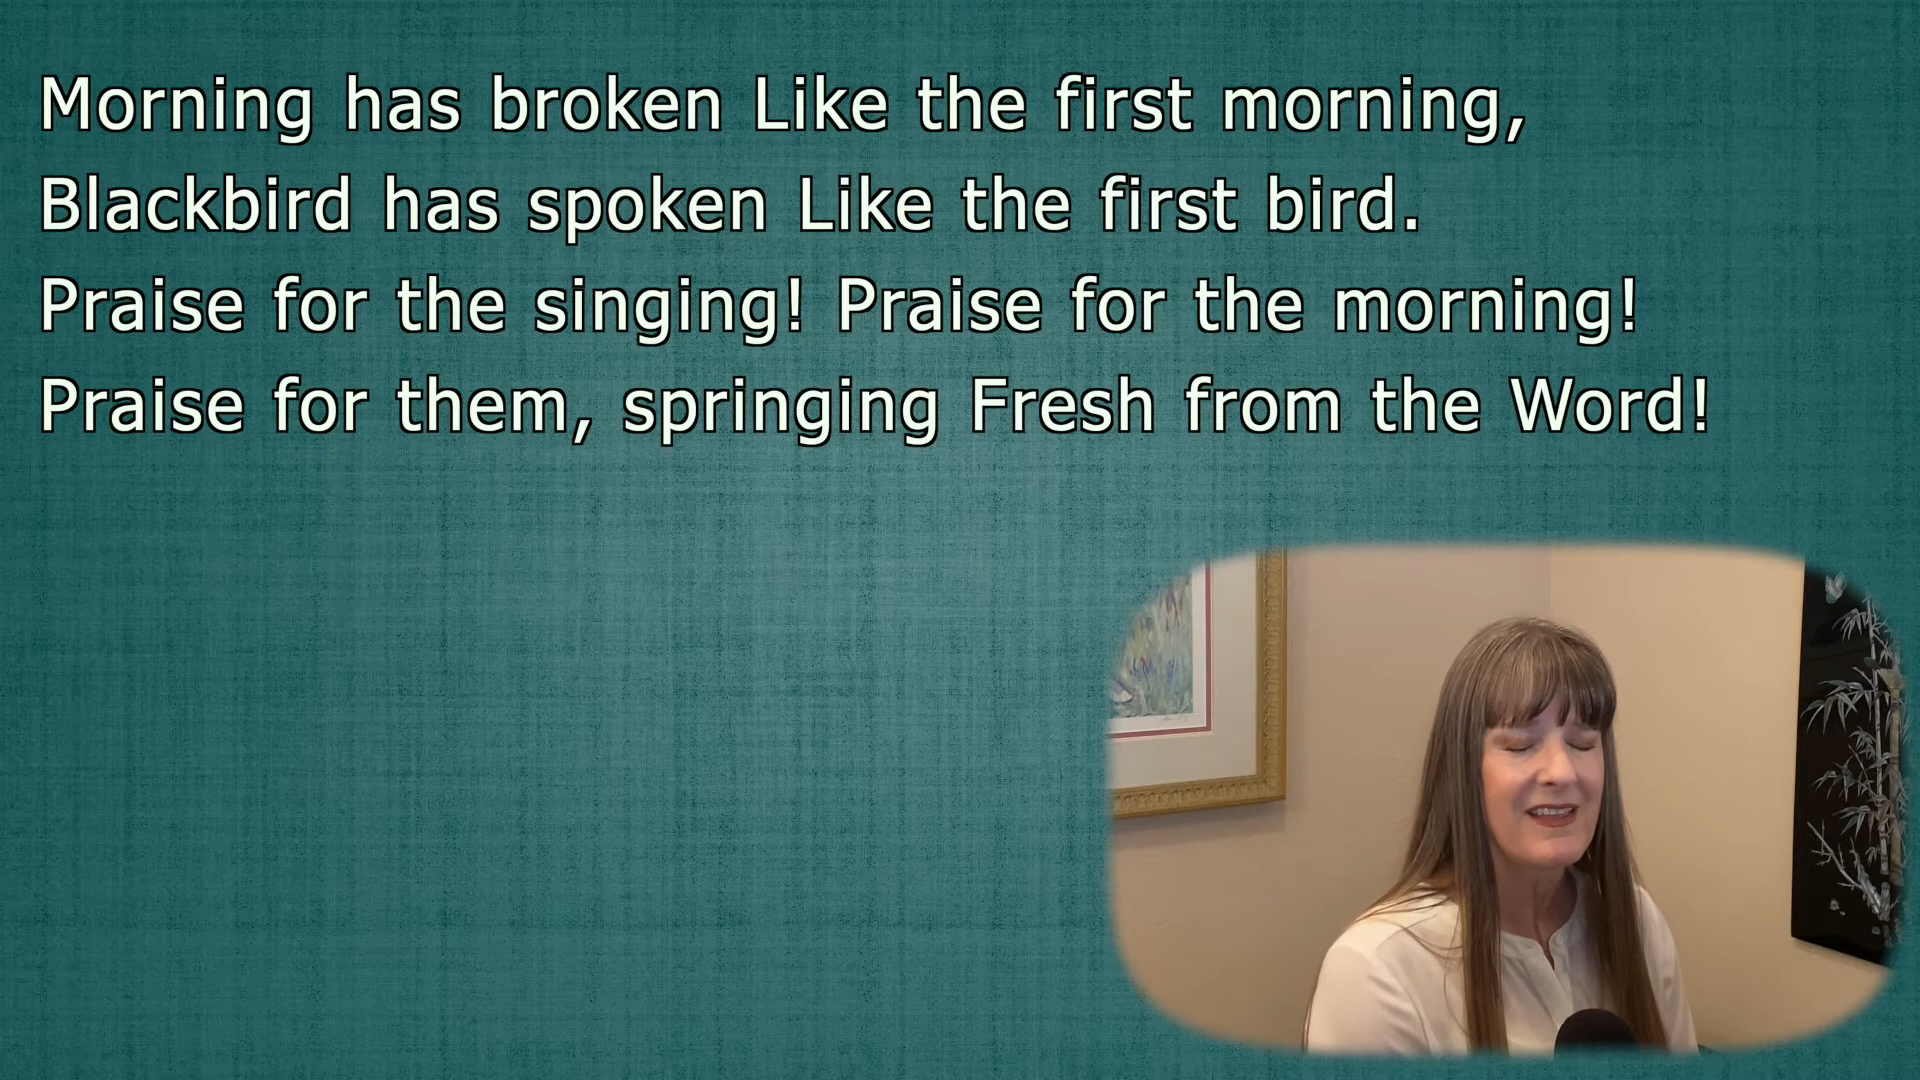 Morning has broken Like the first morning,
Blackbird has spoken Like the first bird.
Praise for the singing! Praise for the morning!
Praise for them, springing Fresh from the Word!